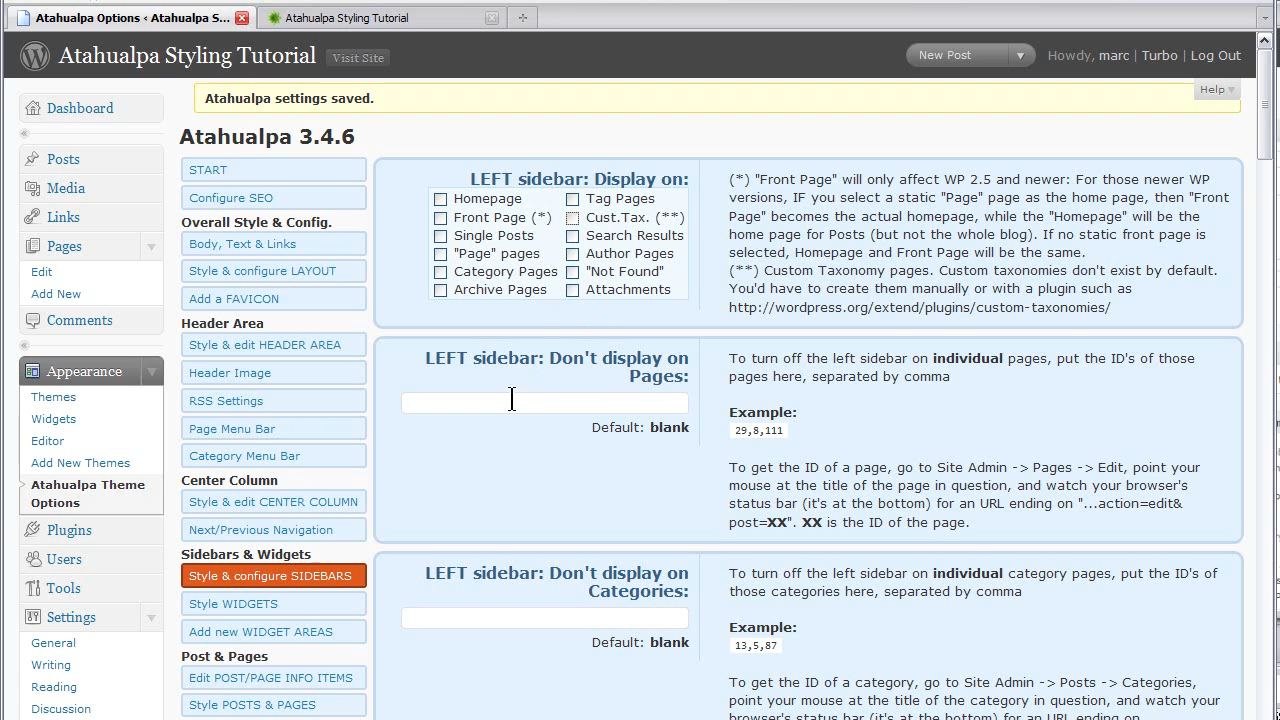 Atahualpa Options ‹ Atahualpa S...
Atahualpa Styling Tutorial
Atahualpa Styling Tutorial
Visit Site
New Post
Howdy, marc | Turbo | Log Out
Atahualpa settings saved.
Help
Dashboard
Posts
Media
Links
Pages
Edit
Add New
Comments
Appearance
Themes
Widgets
Editor
Add New Themes
Atahualpa Theme
Options
Plugins
Users
Tools
Settings
General
Writing
Reading
Discussion
Atahualpa 3.4.6
START
Configure SEO
Overall Style & Config.
Body, Text & Links
Style & configure LAYOUT
Add a FAVICON
Header Area
Style & edit HEADER AREA
Header Image
RSS Settings
Page Menu Bar
Category Menu Bar
Center Column
Style & edit CENTER COLUMN
Next/Previous Navigation
Sidebars & Widgets
Style & configure SIDEBARS
Style WIDGETS
Add new WIDGET AREAS
Post & Pages
Edit POST/PAGE INFO ITEMS
Style POSTS & PAGES
LEFT sidebar: Display on:
Homepage
Tag Pages
Front Page (*)
Cust.Tax. (**)
Single Posts
Search Results
"Page" pages
Author Pages
Category Pages
"Not Found"
Archive Pages
Attachments
(*) "Front Page" will only affect WP 2.5 and newer: For those newer WP
versions, IF you select a static "Page" page as the home page, then "Front
Page" becomes the actual homepage, while the "Homepage" will be the
home page for Posts (but not the whole blog). If no static front page is
selected, Homepage and Front Page will be the same.
(**) Custom Taxonomy pages. Custom taxonomies don't exist by default.
You'd have to create them manually or with a plugin such as
http://wordpress.org/extend/plugins/custom-taxonomies/
LEFT sidebar: Don't display on
Pages:
Default: blank
To turn off the left sidebar on individual pages, put the ID's of those
pages here, separated by comma
Example:
29,8,111
To get the ID of a page, go to Site Admin -> Pages -> Edit, point your
mouse at the title of the page in question, and watch your browser's
status bar (it's at the bottom) for an URL ending on "...action=edit&
post=XX". XX is the ID of the page.
LEFT sidebar: Don't display on
Categories:
Default: blank
To turn off the left sidebar on individual category pages, put the ID's of
those categories here, separated by comma
Example:
13,5,87
To get the ID of a category, go to Site Admin -> Posts -> Categories,
point your mouse at the title of the category in question, and watch your
browser's status bar (it's at the bottom) for an URL ending on